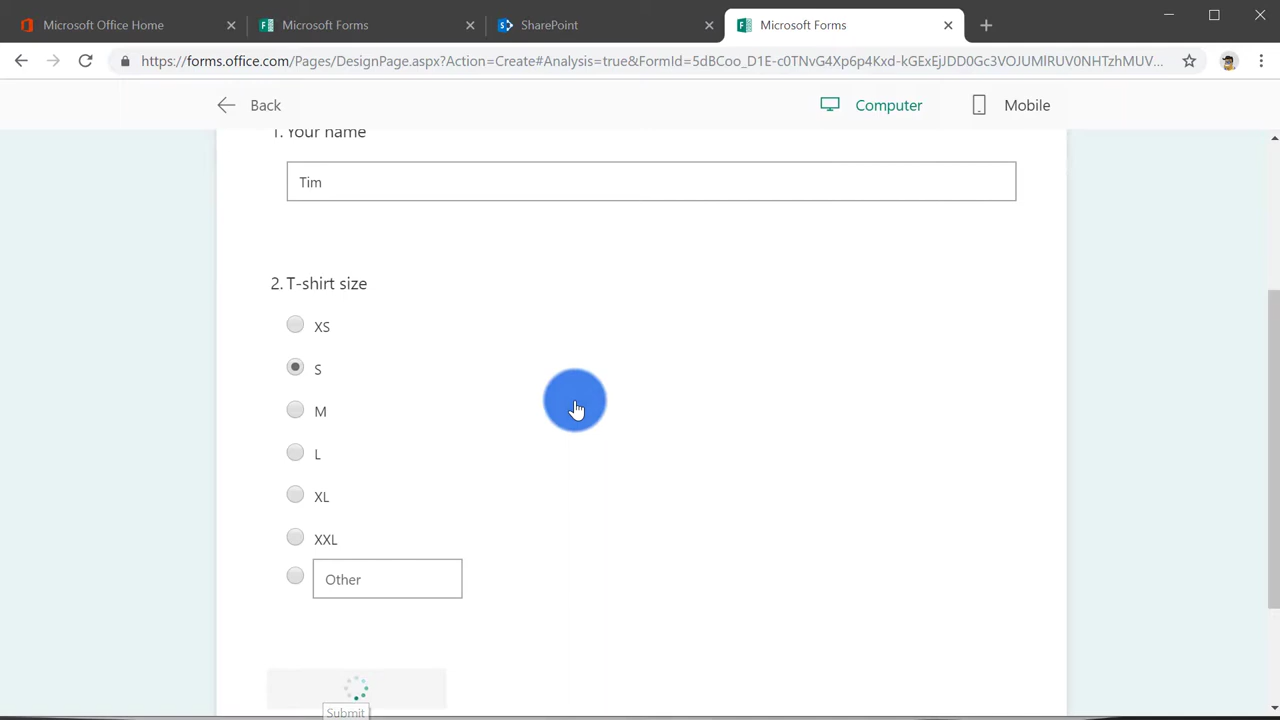 Microsoft Office Home
Microsoft Forms
SharePoint
Microsoft Forms
https://forms.office.com/Pages/DesignPage.aspx?Action=Create#Analysis=true&FormId=5dBCoo_D1E-c0TNvG4Xp6p4Kxd-kGExEjJDD0Gc3VOJUMlRUV0NHTzhMUV...
Back
Computer
Mobile
1. Your name
Tim
2. T-shirt size
XS
S
M
L
XL
XXL
Other
Submit